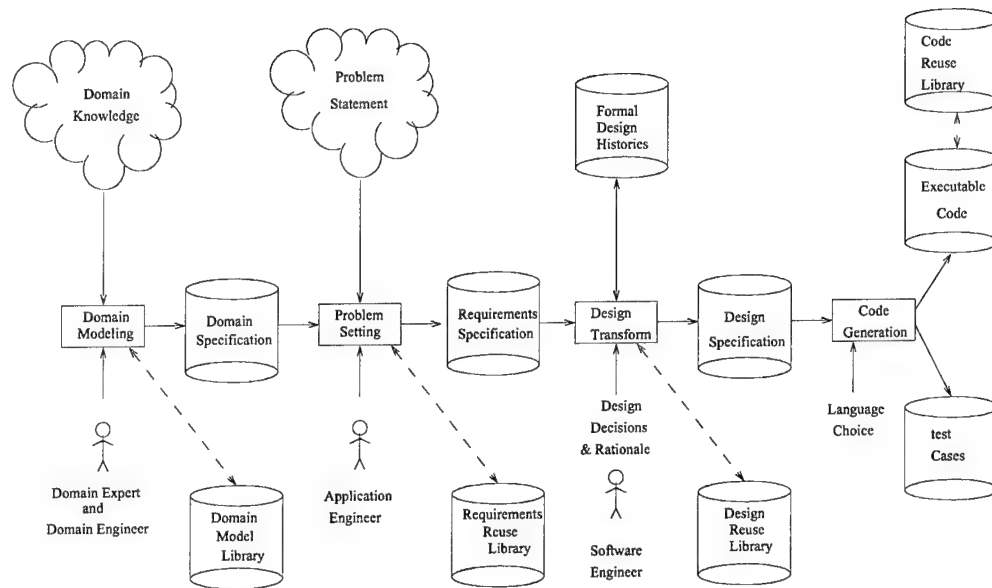 Domain
Knowledge
Problem
Statement
Formal
Design
Histories
Code
Reuse
Library
Executable
Code
Domain
Modeling
Domain
Specification
Problem
Setting
Requirements
Specification
Design
Transform
Design
Specification
Code
Generation
Domain Expert
and
Domain Engineer
Domain
Model
Library
Application
Engineer
Requirements
Reuse
Library
Design
Decisions
& Rationale
Software
Engineer
Design
Reuse
Library
Language
Choice
test
Cases